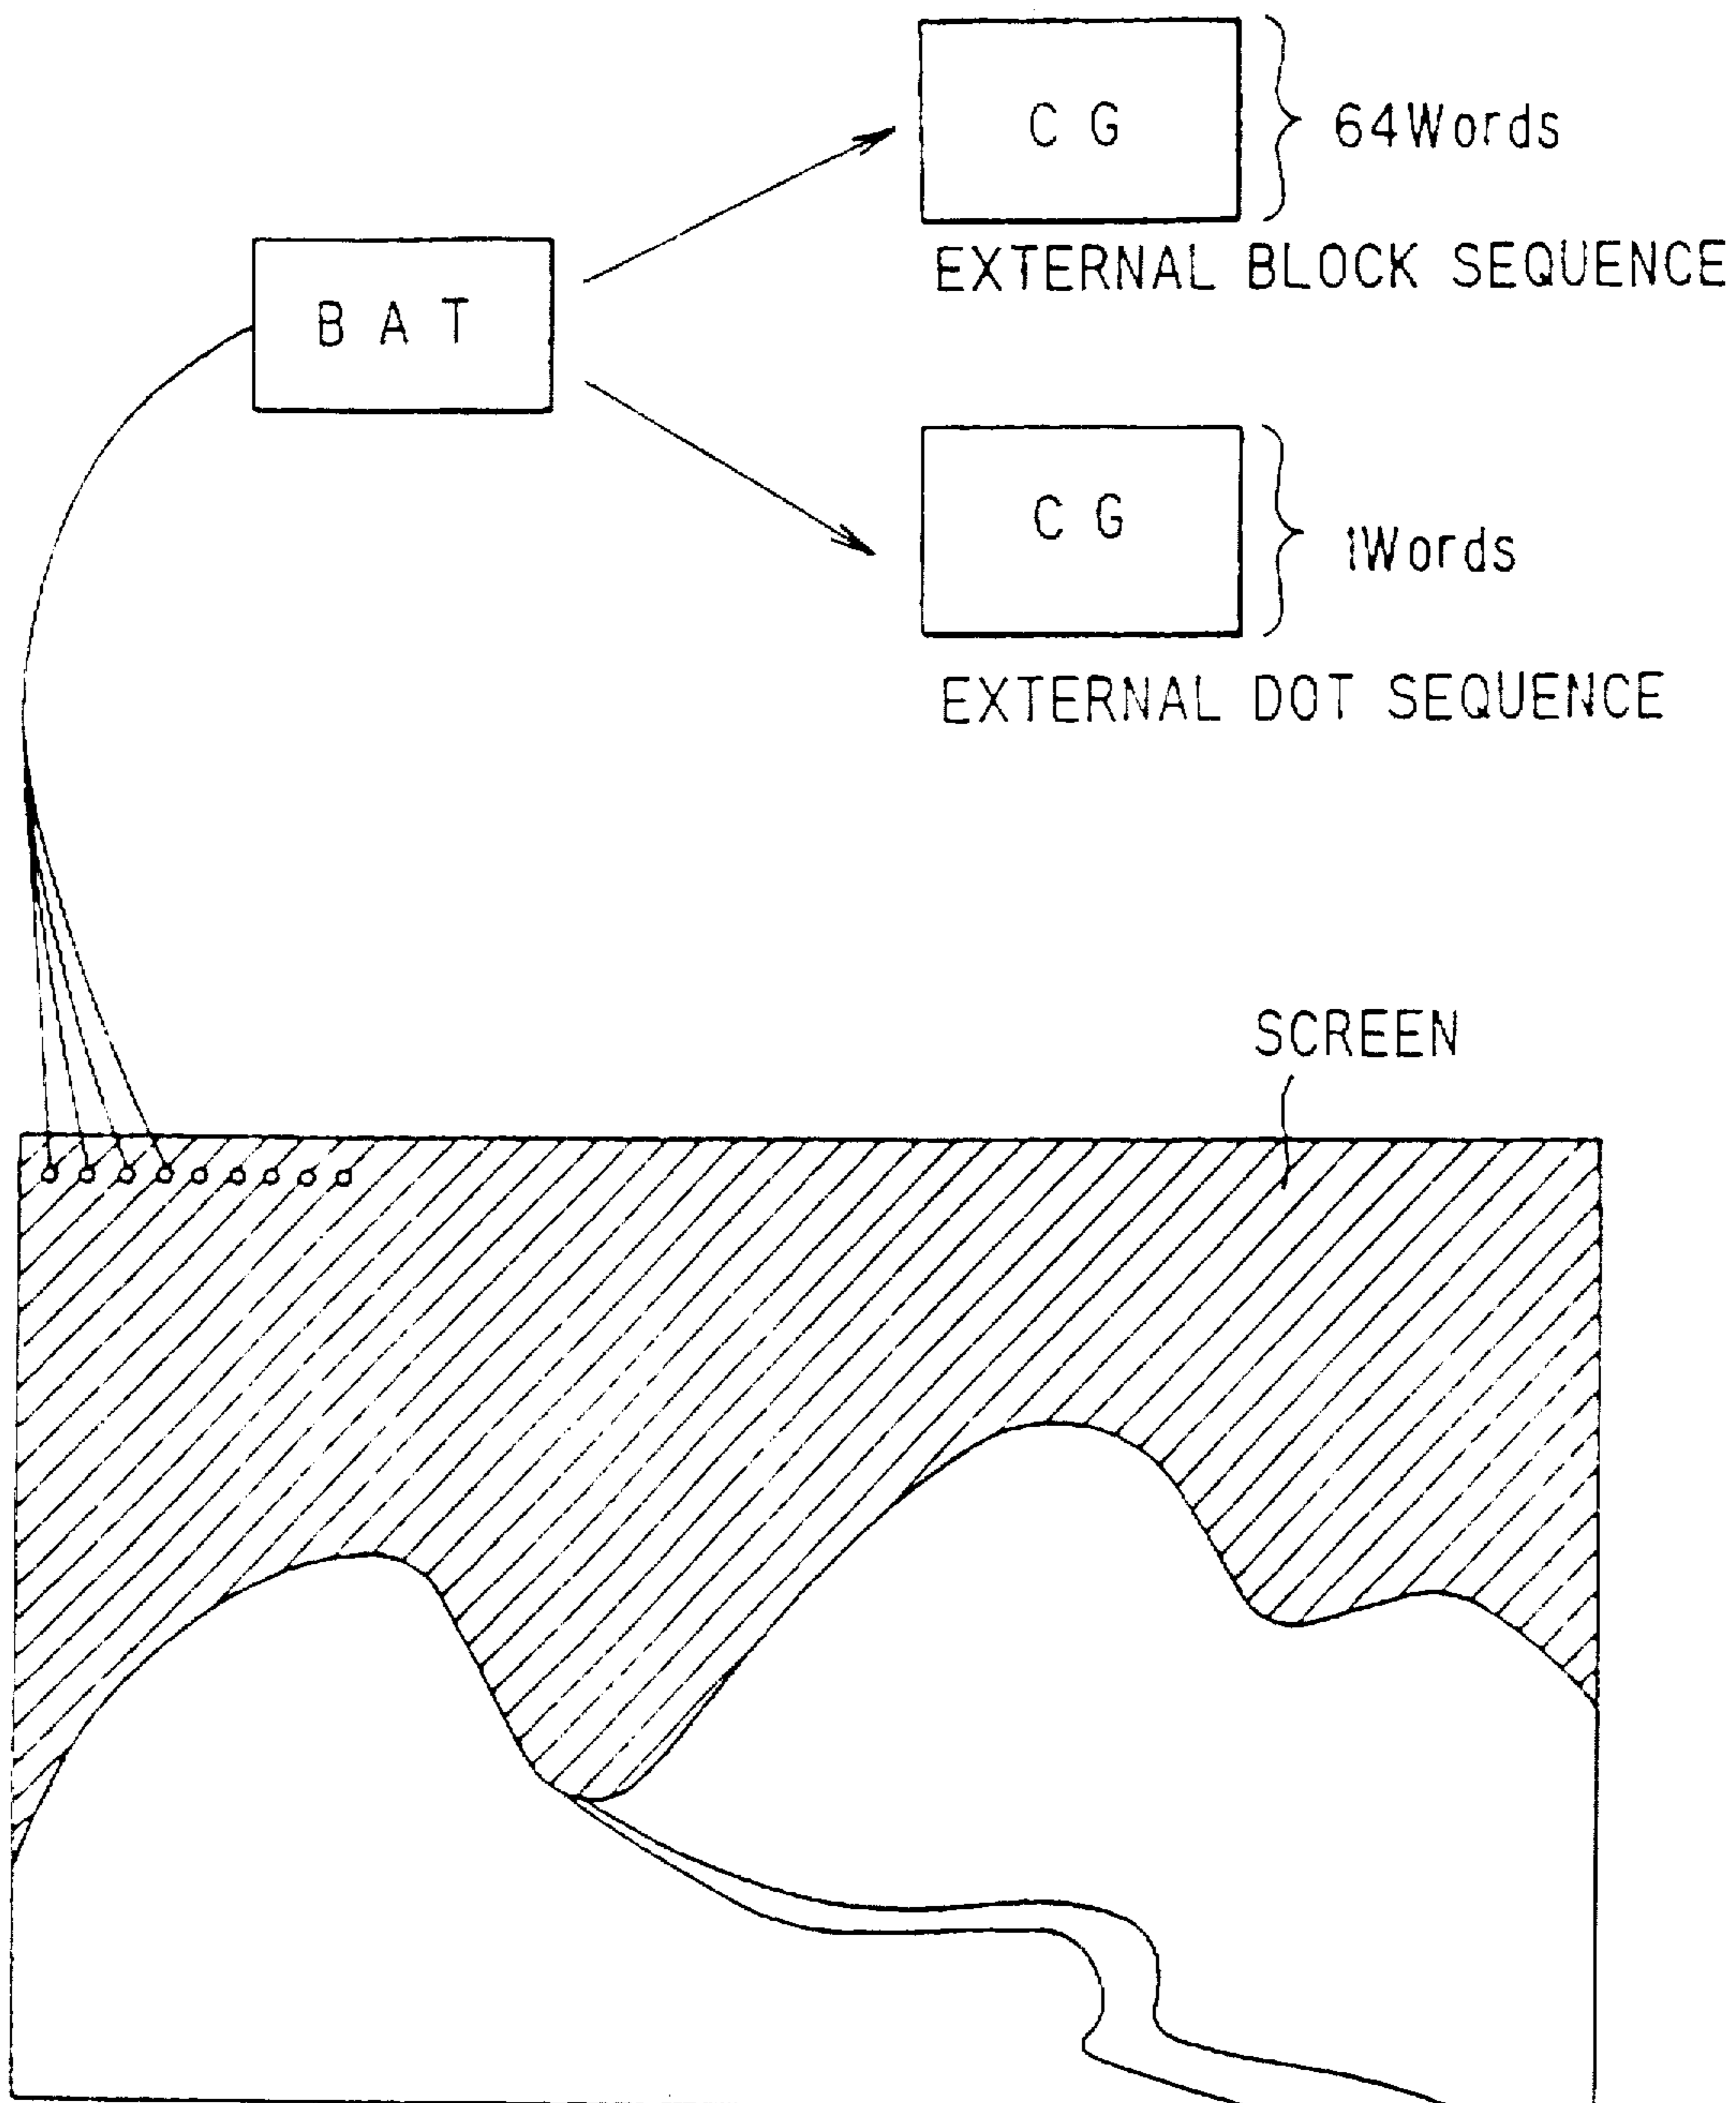 C G
64Words
EXTERNAL BLOCK SEQUENCE
B A T
C G
1Words
EXTERNAL DOT SEQUENCE
SCREEN